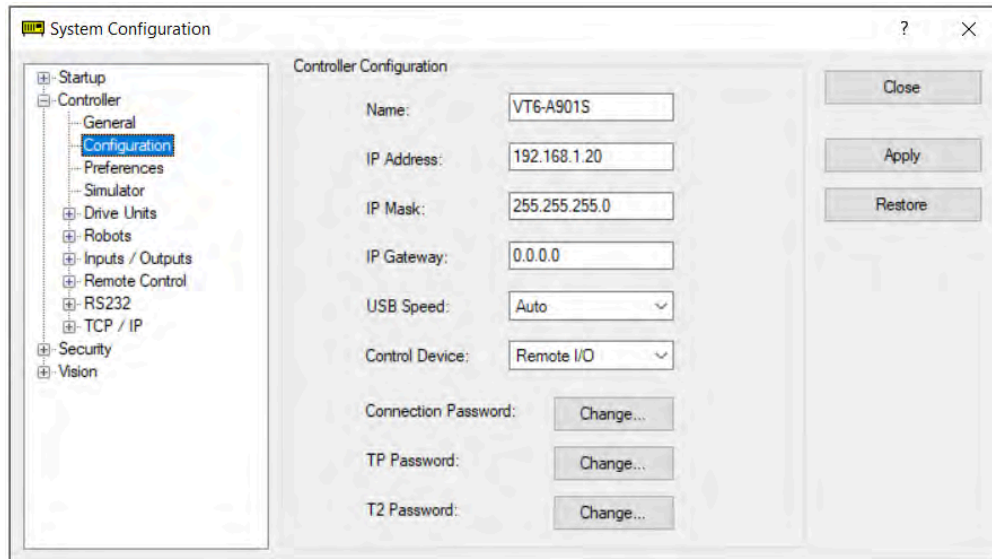 System Configuration
?
Startup
Controller
General
Configuration
Preferences
Simulator
Drive Units
Robots
Inputs / Outputs
Remote Control
RS232
TCP / IP
Security
Vision
Controller Configuration
Name: VT6-A901S
IP Address: 192.168.1.20
IP Mask: 255.255.255.0
IP Gateway: 0.0.0.0
USB Speed: Auto
Control Device: Remote I/O
Connection Password: Change...
TP Password: Change...
T2 Password: Change...
Close
Apply
Restore